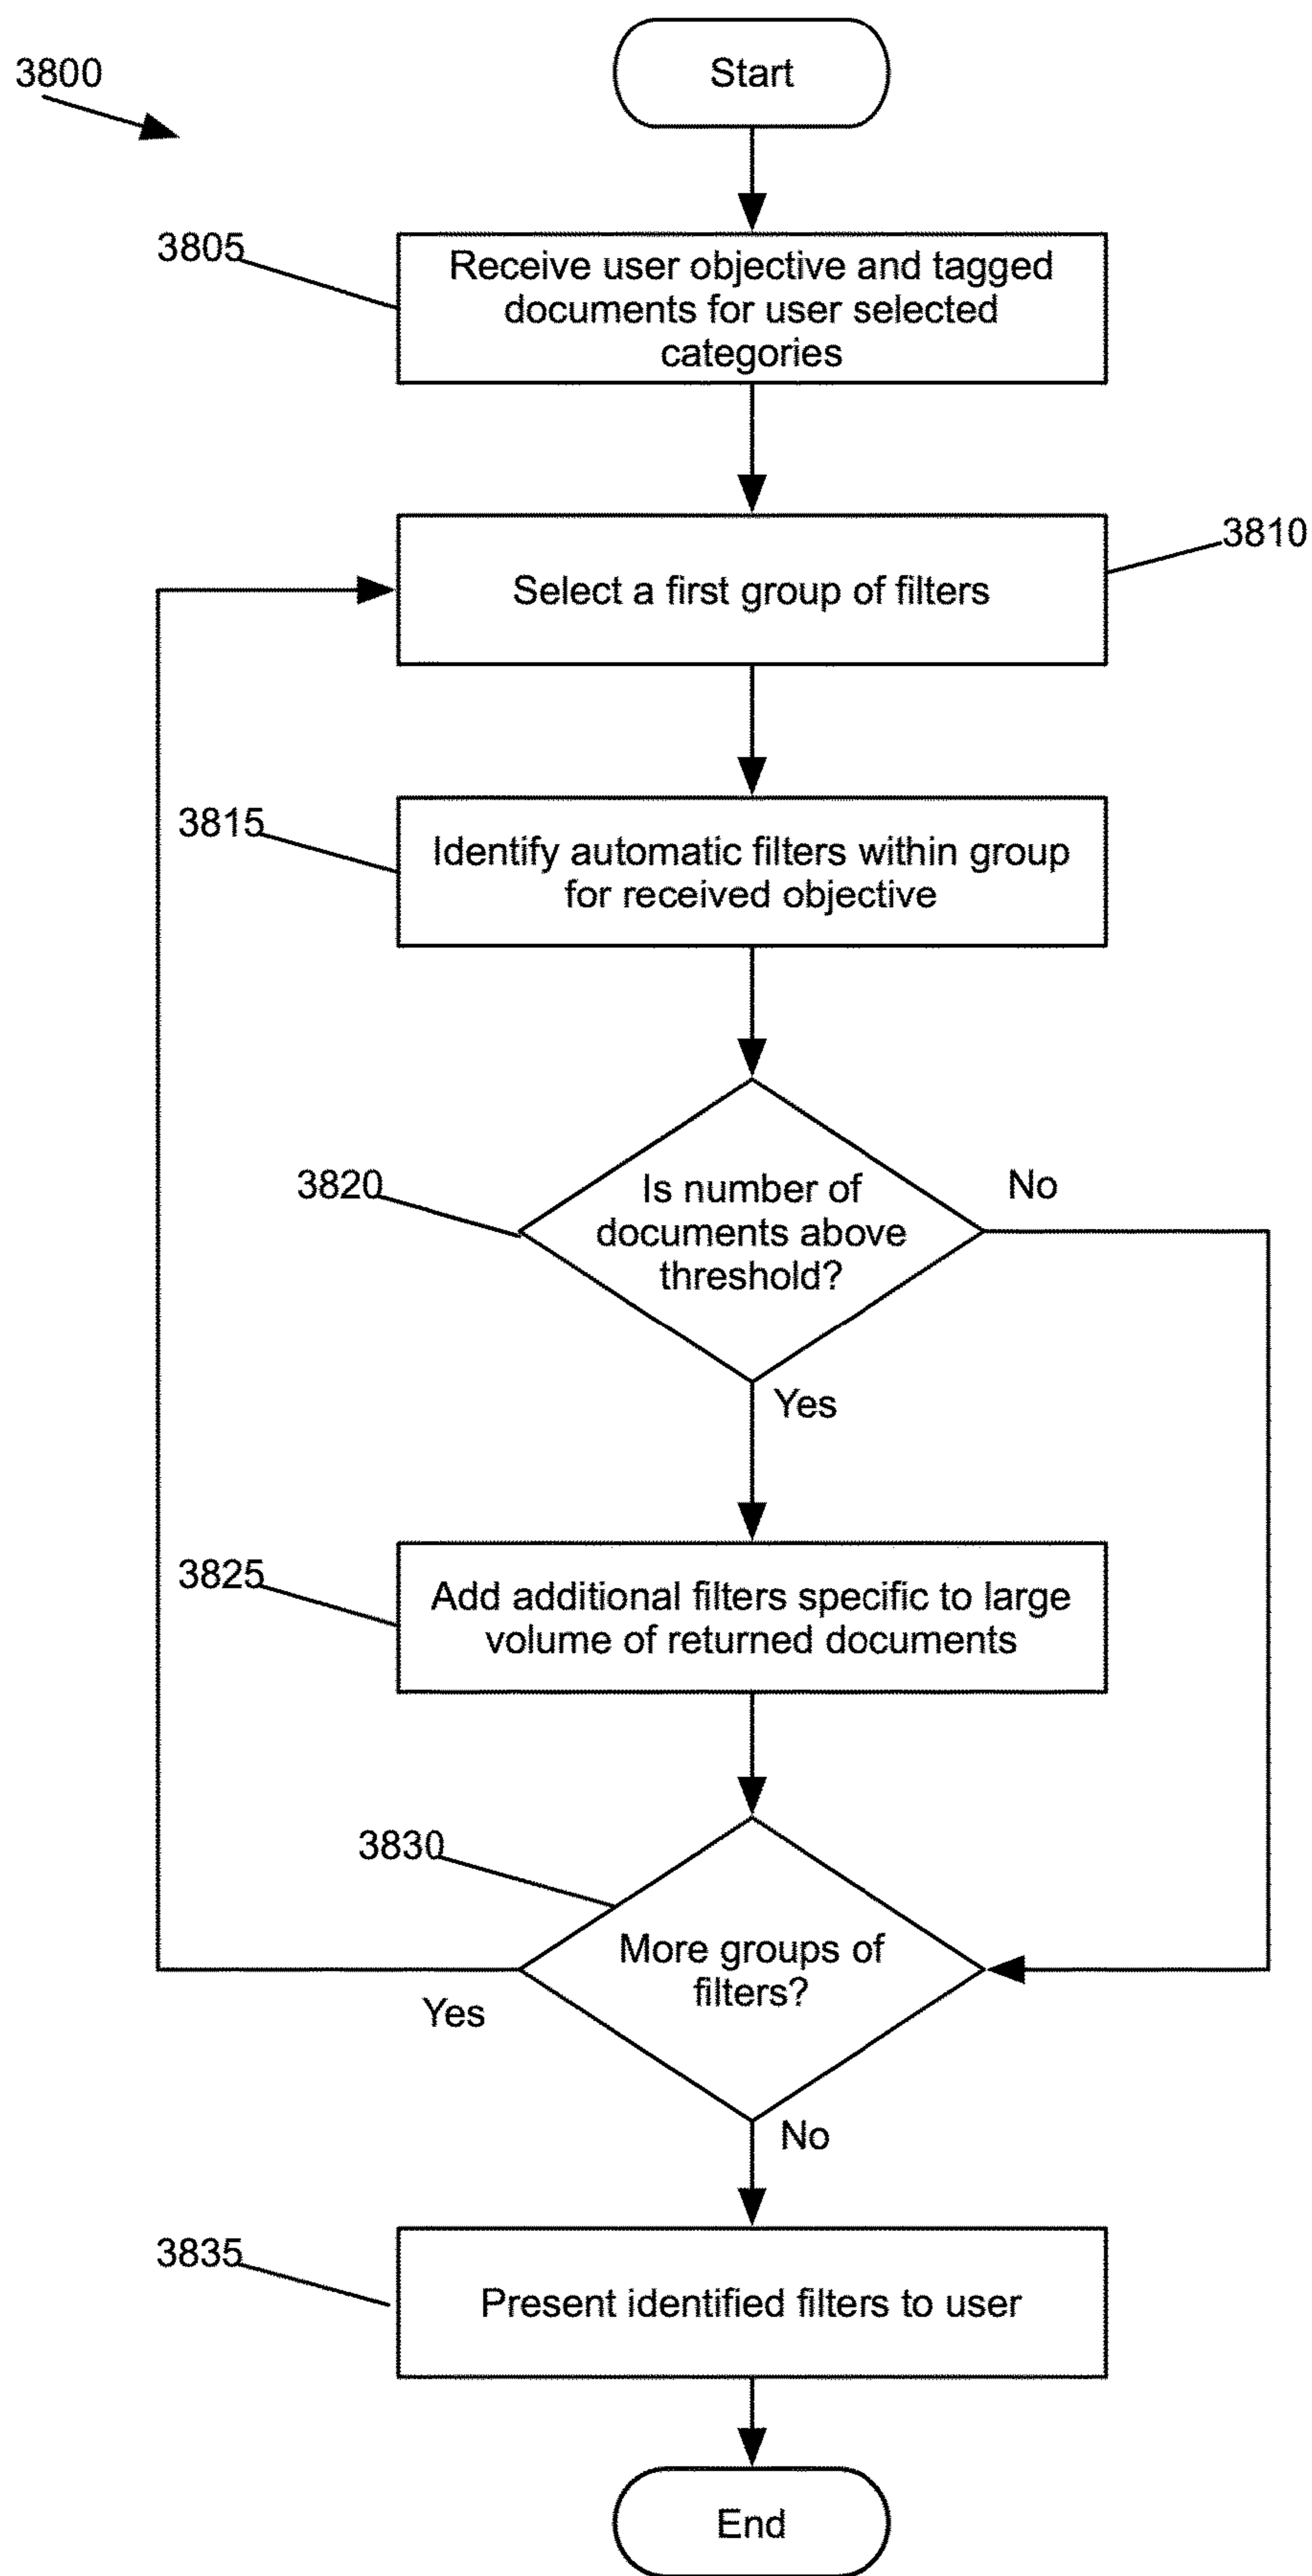 3800
Start
3805
Receive user objective and tagged
documents for user selected
categories
3810
Select a first group of filters
3815
Identify automatic filters within group
for received objective
3820
Is number of
documents above
threshold?
No
Yes
3825
Add additional filters specific to large
volume of returned documents
3830
More groups of
filters?
Yes
No
3835
Present identified filters to user
End